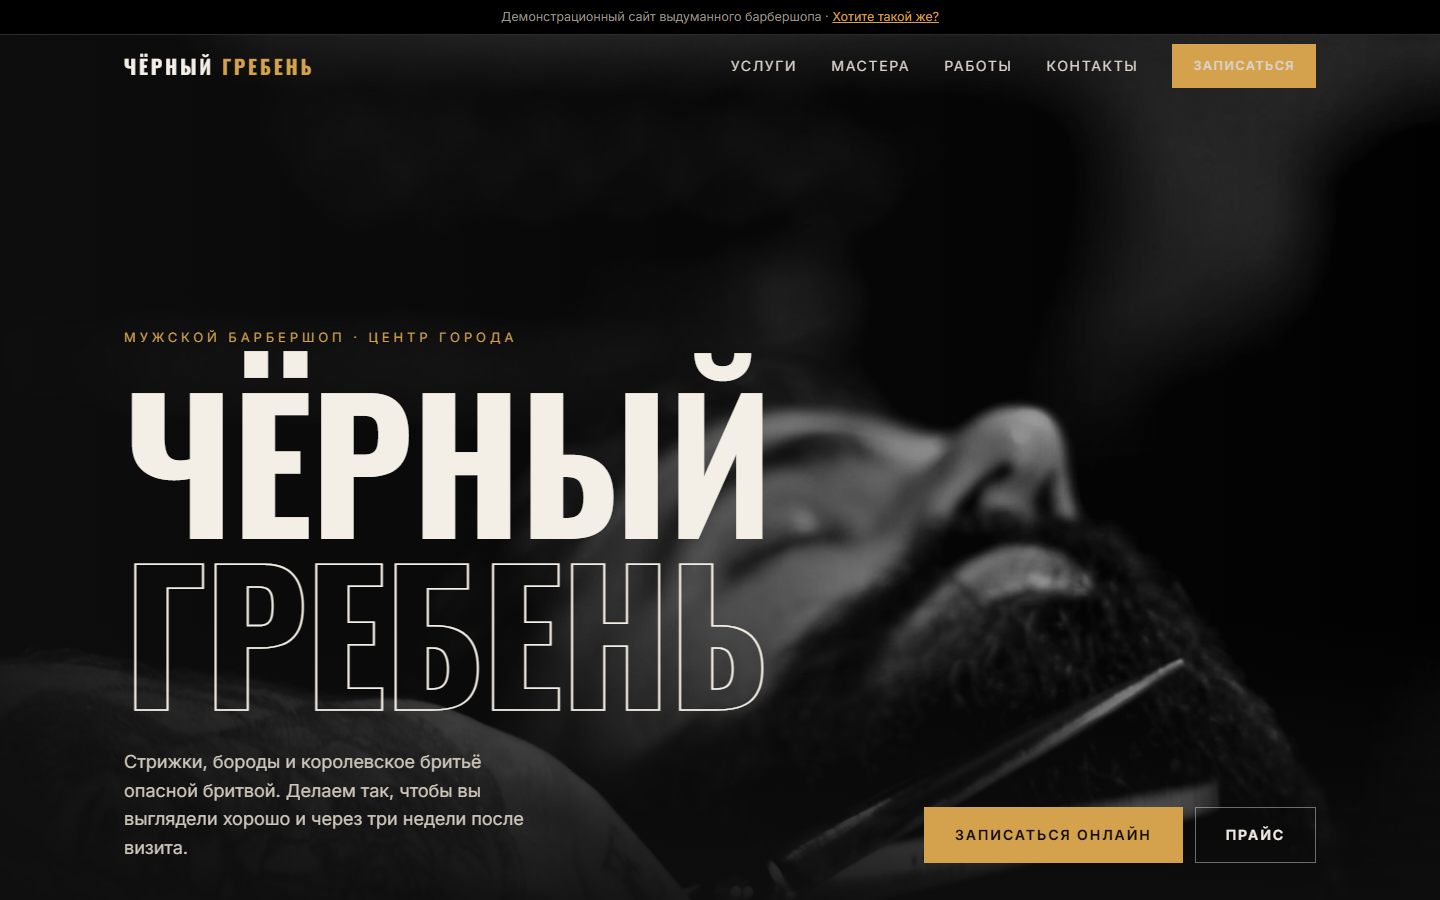 Демонстрационный сайт выдуманного барбершопа · Хотите такой же?
ЧЁРНЫЙ ГРЕБЕНЬ
УСЛУГИ МАСТЕРА РАБОТЫ КОНТАКТЫ ЗАПИСАТЬСЯ
МУЖСКОЙ БАРБЕРШОП · ЦЕНТР ГОРОДА
ЧЁРНЫЙ
ГРЕБЕНЬ
Стрижки, бороды и королевское бритьё
опасной бритвой. Делаем так, чтобы вы
выглядели хорошо и через три недели после
визита.
ЗАПИСАТЬСЯ ОНЛАЙН ПРАЙС